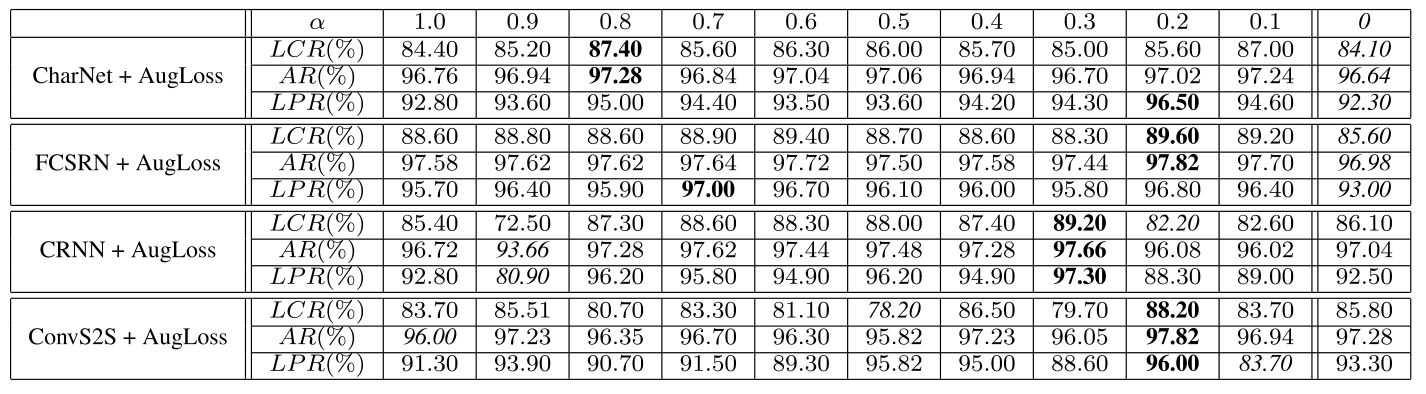 α 1.0 0.9 0.8 0.7 0.6 0.5 0.4 0.3 0.2 0.1 0
CharNet + AugLoss
LCR(%) 84.40 85.20 87.40 85.60 86.30 86.00 85.70 85.00 85.60 87.00 84.10
AR(%) 96.76 96.94 97.28 96.84 97.04 97.06 96.94 96.70 97.02 97.24 96.64
LPR(%) 92.80 93.60 95.00 94.40 93.50 93.60 94.20 94.30 96.50 94.60 92.30
FCSRN + AugLoss
LCR(%) 88.60 88.80 88.60 88.90 89.40 88.70 88.60 88.30 89.60 89.20 85.60
AR(%) 97.58 97.62 97.62 97.64 97.72 97.50 97.58 97.44 97.82 97.70 96.98
LPR(%) 95.70 96.40 95.90 97.00 96.70 96.10 96.00 95.80 96.80 96.40 93.00
CRNN + AugLoss
LCR(%) 85.40 72.50 87.30 88.60 88.30 88.00 87.40 89.20 82.20 82.60 86.10
AR(%) 96.72 93.66 97.28 97.62 97.44 97.48 97.28 97.66 96.08 96.02 97.04
LPR(%) 92.80 80.90 96.20 95.80 94.90 96.20 94.90 97.30 88.30 89.00 92.50
ConvS2S + AugLoss
LCR(%) 83.70 85.51 80.70 83.30 81.10 78.20 86.50 79.70 88.20 83.70 85.80
AR(%) 96.00 97.23 96.35 96.70 96.30 95.82 97.23 96.05 97.82 96.94 97.28
LPR(%) 91.30 93.90 90.70 91.50 89.30 95.82 95.00 88.60 96.00 83.70 93.30